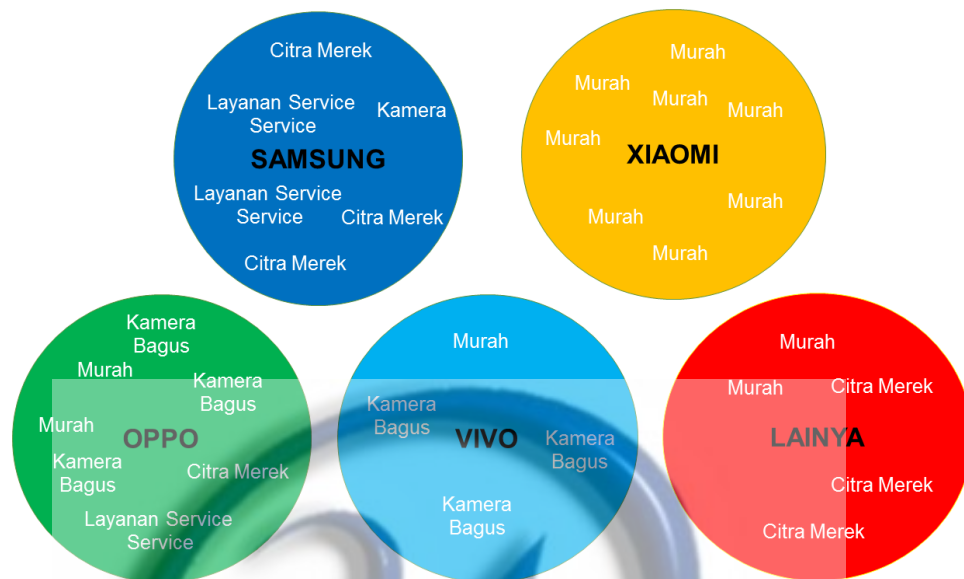 Citra Merek
Layanan Service
Service
Kamera
SAMSUNG
Layanan Service
Service
Citra Merek
Citra Merek
Murah
Murah
Murah
Murah
Murah
XIAOMI
Murah
Murah
Murah
Kamera
Bagus
Murah
Kamera
Bagus
Murah
OPPO
Kamera
Bagus
Citra Merek
Layanan Service
Service
Murah
Kamera
Bagus
VIVO
Kamera
Bagus
Kamera
Bagus
Murah
Murah
Citra Merek
LAINYA
Citra Merek
Citra Merek